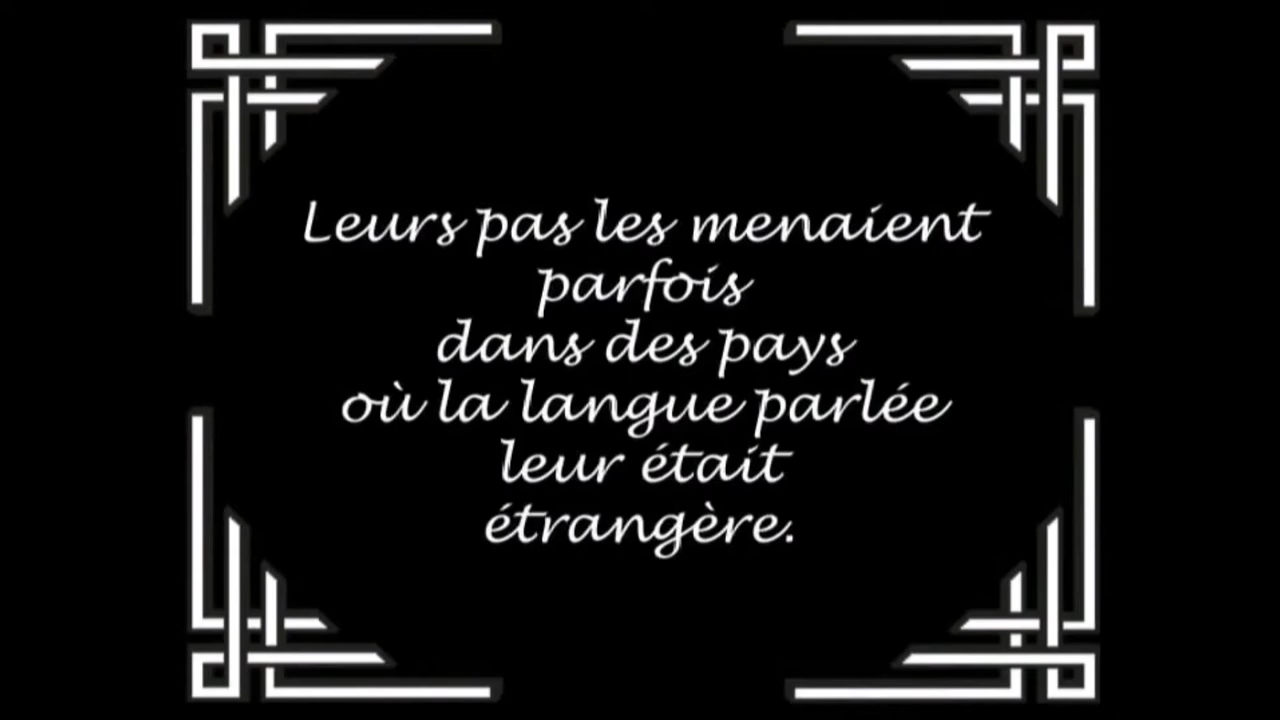 Leurs pas les menaient
parfois
dans des pays
où la langue parlée
leur était
étrangère.